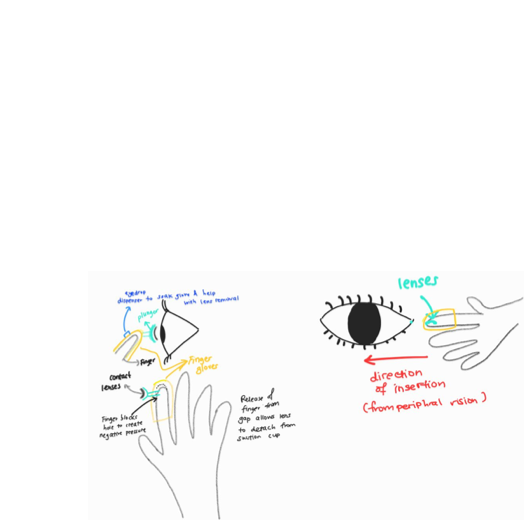 eyedrop
dispenser to soak glove & help
with lens removal
plunger
finger
Finger
gloves
contact
lenses
Finger blocks
hole to create
negative pressure
Release of
finger from
gap allows lens
to detach from
suction cup
lenses
direction
of insertion
(from peripheral vision)